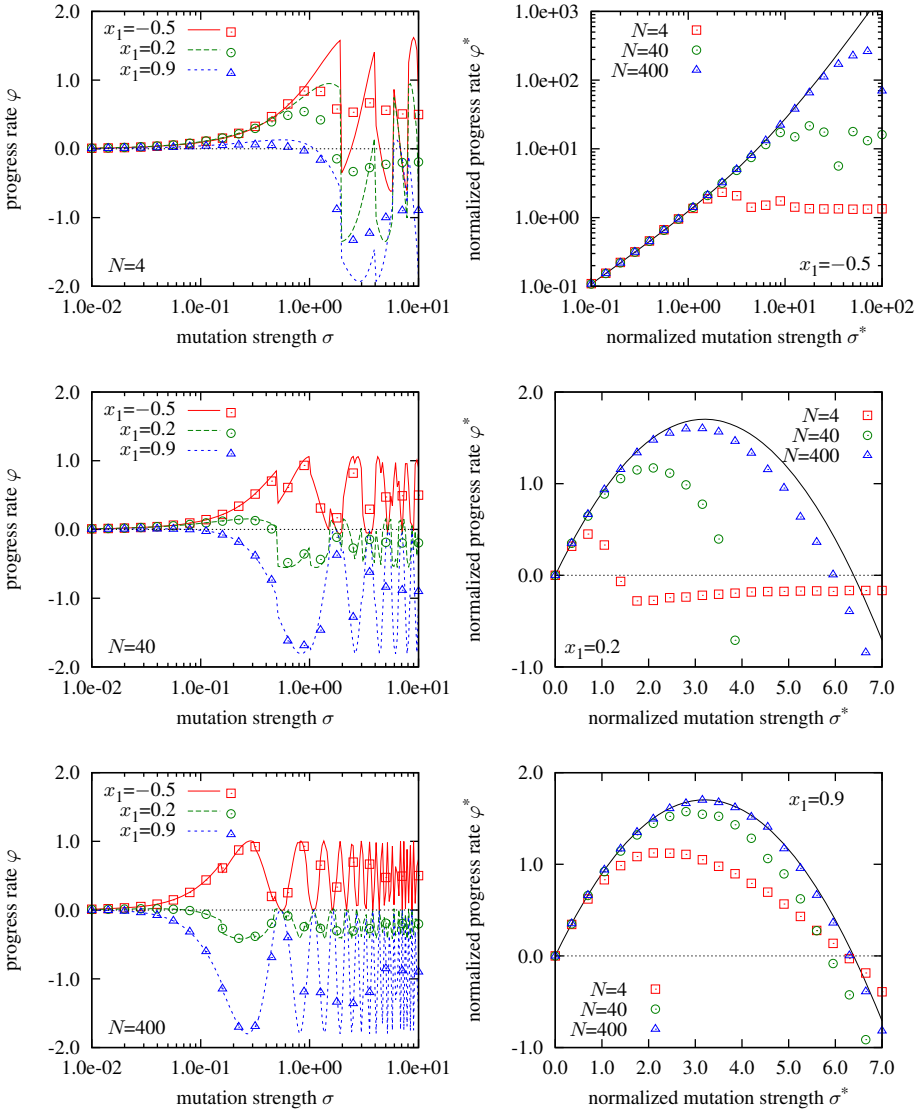 progress rate φ
2.0
1.0
0.0
-1.0
-2.0
x1=−0.5
x1=0.2
x1=0.9
N=4
1.0e-02 1.0e-01 1.0e+00 1.0e+01
mutation strength σ
normalized progress rate φ*
1.0e+03
1.0e+02
1.0e+01
1.0e+00
1.0e-01
N=4
N=40
N=400
x1=−0.5
1.0e-01 1.0e+00 1.0e+01 1.0e+02
normalized mutation strength σ*
progress rate φ
2.0
1.0
0.0
-1.0
-2.0
x1=−0.5
x1=0.2
x1=0.9
N=40
1.0e-02 1.0e-01 1.0e+00 1.0e+01
mutation strength σ
normalized progress rate φ*
2.0
1.0
0.0
-1.0
N=4
N=40
N=400
x1=0.2
0.0 1.0 2.0 3.0 4.0 5.0 6.0 7.0
normalized mutation strength σ*
progress rate φ
2.0
1.0
0.0
-1.0
-2.0
x1=−0.5
x1=0.2
x1=0.9
N=400
1.0e-02 1.0e-01 1.0e+00 1.0e+01
mutation strength σ
normalized progress rate φ*
2.0
1.0
0.0
-1.0
x1=0.9
N=4
N=40
N=400
0.0 1.0 2.0 3.0 4.0 5.0 6.0 7.0
normalized mutation strength σ*